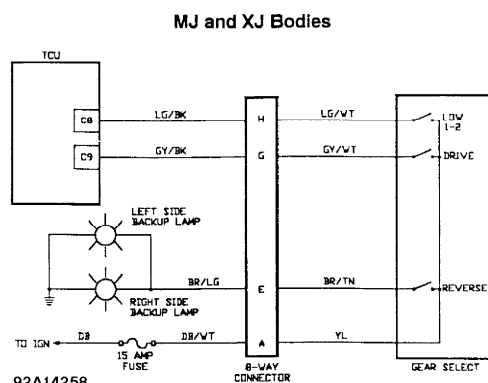 MJ and XJ Bodies
TCU
C8
LG/BK
H
LG/WT
LOW
1-2
C9
GY/BK
G
GY/WT
DRIVE
LEFT SIDE
BACKUP LAMP
BR/LG
E
BR/TN
REVERSE
RIGHT SIDE
BACKUP LAMP
TO IGN
DB
DB/WT
A
YL
15 AMP
FUSE
8-WAY
CONNECTOR
GEAR SELECT
92A14258